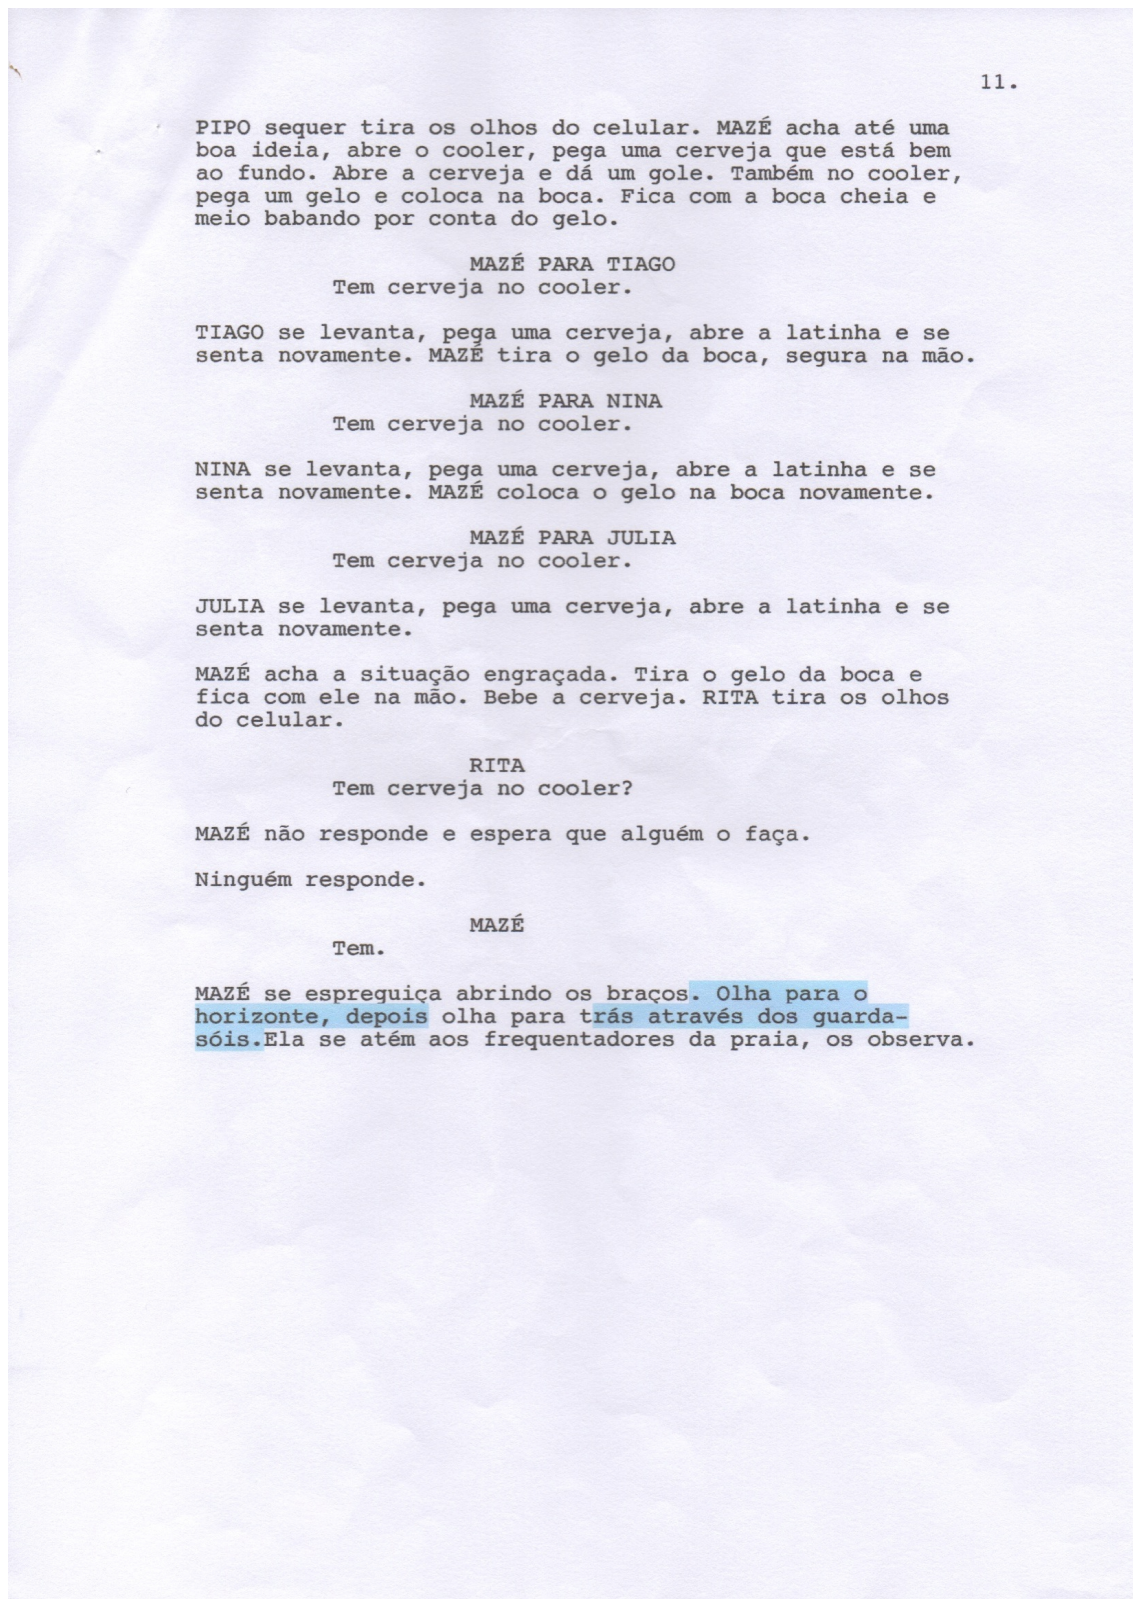 11.
PIPO sequer tira os olhos do celular. MAZÉ acha até uma
boa ideia, abre o cooler, pega uma cerveja que está bem
ao fundo. Abre a cerveja e dá um gole. Também no cooler,
pega um gelo e coloca na boca. Fica com a boca cheia e
meio babando por conta do gelo.
MAZÉ PARA TIAGO
Tem cerveja no cooler.
TIAGO se levanta, pega uma cerveja, abre a latinha e se
senta novamente. MAZÉ tira o gelo da boca, segura na mão.
MAZÉ PARA NINA
Tem cerveja no cooler.
NINA se levanta, pega uma cerveja, abre a latinha e se
senta novamente. MAZÉ coloca o gelo na boca novamente.
MAZÉ PARA JULIA
Tem cerveja no cooler.
JULIA se levanta, pega uma cerveja, abre a latinha e se
senta novamente.
MAZÉ acha a situação engraçada. Tira o gelo da boca e
fica com ele na mão. Bebe a cerveja. RITA tira os olhos
do celular.
RITA
Tem cerveja no cooler?
MAZÉ não responde e espera que alguém o faça.
Ninguém responde.
MAZÉ
Tem.
MAZÉ se espreguiça abrindo os braços. Olha para o
horizonte, depois olha para trás através dos guarda-
sóis.Ela se atém aos frequentadores da praia, os observa.